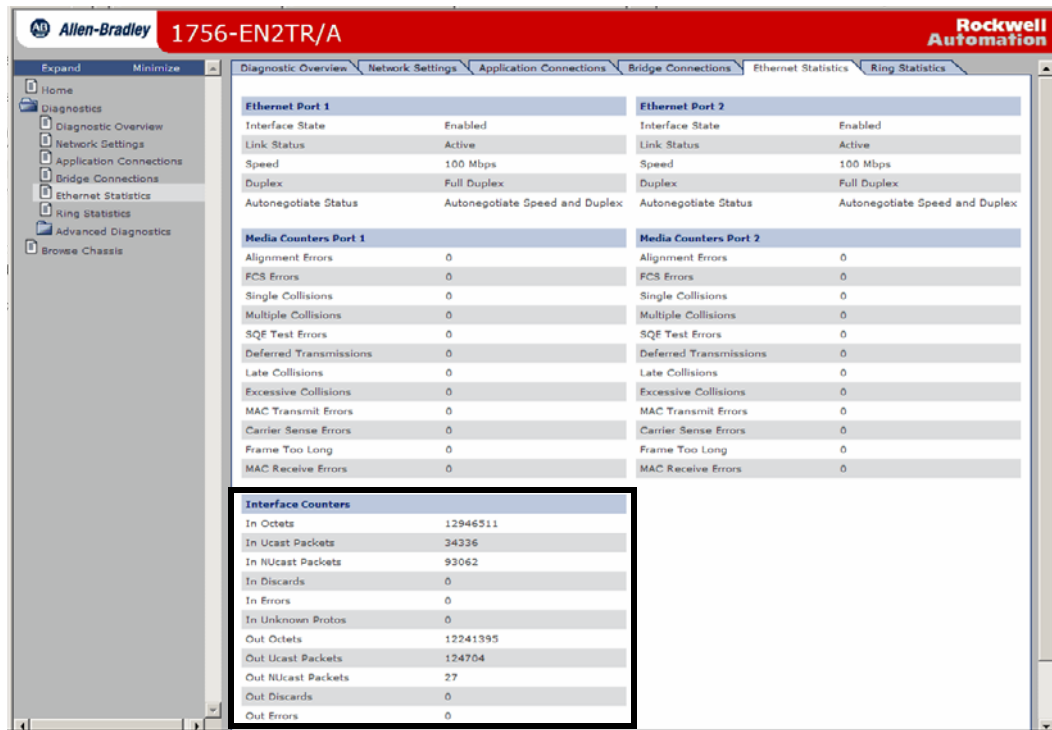 AB Allen-Bradley 1756-EN2TR/A Rockwell Automation
Expand Minimize
Home
Diagnostics
Diagnostic Overview
Network Settings
Application Connections
Bridge Connections
Ethernet Statistics
Ring Statistics
Advanced Diagnostics
Browse Chassis
Diagnostic Overview Network Settings Application Connections Bridge Connections Ethernet Statistics Ring Statistics
Ethernet Port 1
Interface State Enabled
Link Status Active
Speed 100 Mbps
Duplex Full Duplex
Autonegotiate Status Autonegotiate Speed and Duplex
Ethernet Port 2
Interface State Enabled
Link Status Active
Speed 100 Mbps
Duplex Full Duplex
Autonegotiate Status Autonegotiate Speed and Duplex
Media Counters Port 1
Alignment Errors 0
FCS Errors 0
Single Collisions 0
Multiple Collisions 0
SQE Test Errors 0
Deferred Transmissions 0
Late Collisions 0
Excessive Collisions 0
MAC Transmit Errors 0
Carrier Sense Errors 0
Frame Too Long 0
MAC Receive Errors 0
Media Counters Port 2
Alignment Errors 0
FCS Errors 0
Single Collisions 0
Multiple Collisions 0
SQE Test Errors 0
Deferred Transmissions 0
Late Collisions 0
Excessive Collisions 0
MAC Transmit Errors 0
Carrier Sense Errors 0
Frame Too Long 0
MAC Receive Errors 0
Interface Counters
In Octets 12946511
In Ucast Packets 34336
In NUcast Packets 93062
In Discards 0
In Errors 0
In Unknown Protos 0
Out Octets 12241395
Out Ucast Packets 124704
Out NUcast Packets 27
Out Discards 0
Out Errors 0